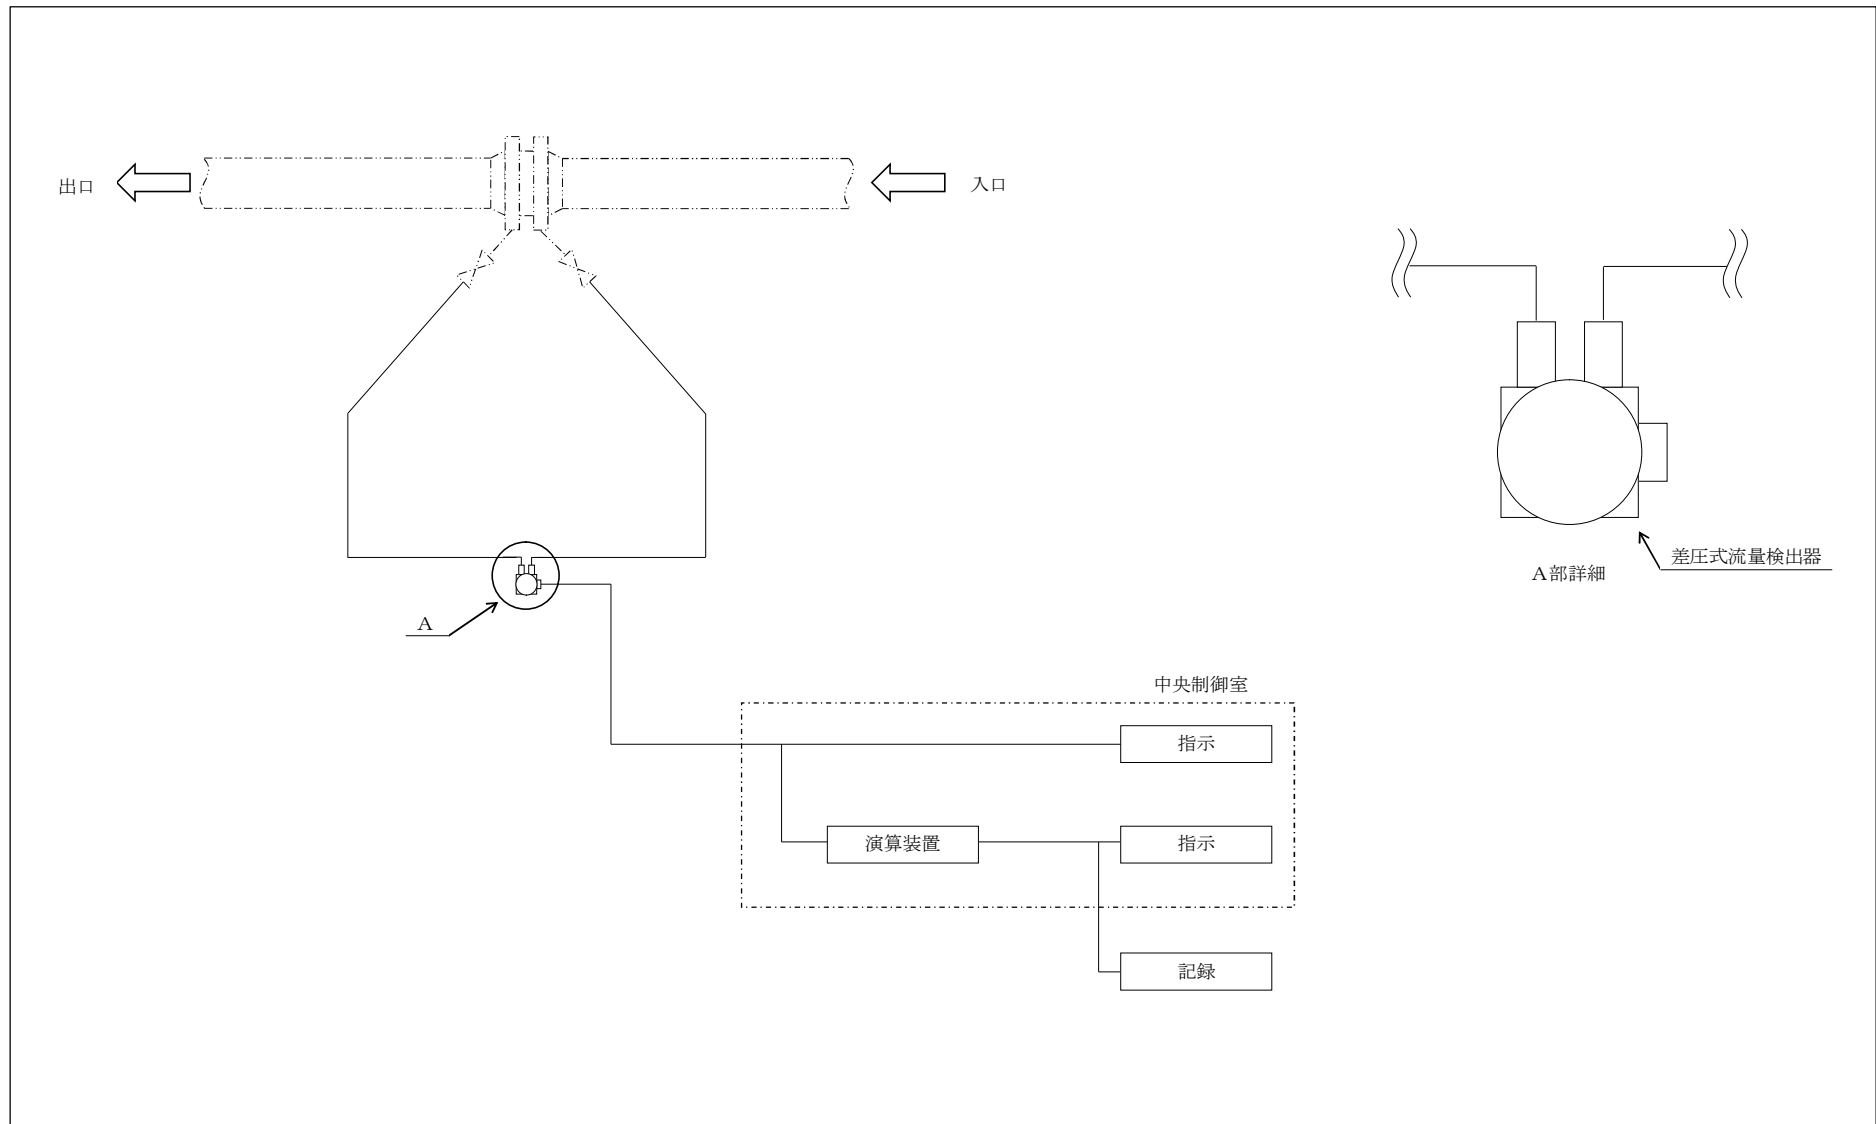 出口
入口
A
A部詳細
差圧式流量検出器
中央制御室
指示
演算装置
指示
記録